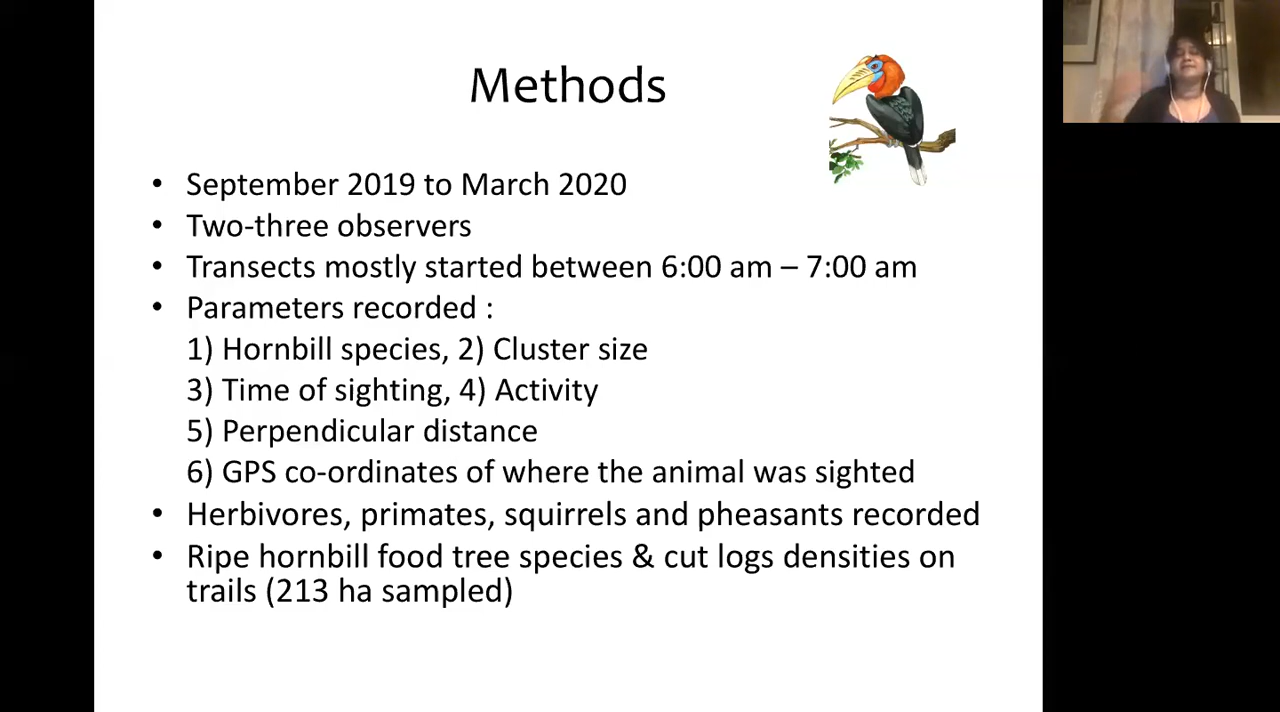 Methods
• September 2019 to March 2020
• Two-three observers
• Transects mostly started between 6:00 am – 7:00 am
• Parameters recorded :
1) Hornbill species, 2) Cluster size
3) Time of sighting, 4) Activity
5) Perpendicular distance
6) GPS co-ordinates of where the animal was sighted
• Herbivores, primates, squirrels and pheasants recorded
• Ripe hornbill food tree species & cut logs densities on
trails (213 ha sampled)